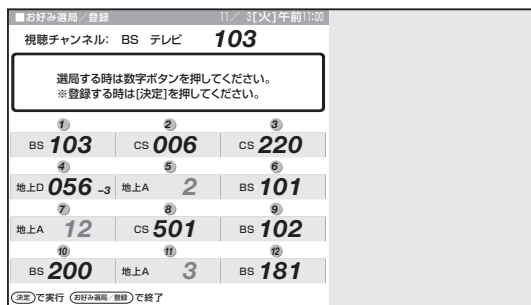 ■お好み選局/登録 11/ 3[火]午前11:00
視聴チャンネル: BS テレビ 103
選局する時は数字ボタンを押してください。
※登録する時は[決定]を押してください。
1 2 3
BS 103 CS 006 CS 220
4 5 6
地上D 056 -3 地上A 2 BS 101
7 8 9
地上A 12 CS 501 BS 102
10 11 12
BS 200 地上A 3 BS 181
決定で実行 お好み選局/登録で終了